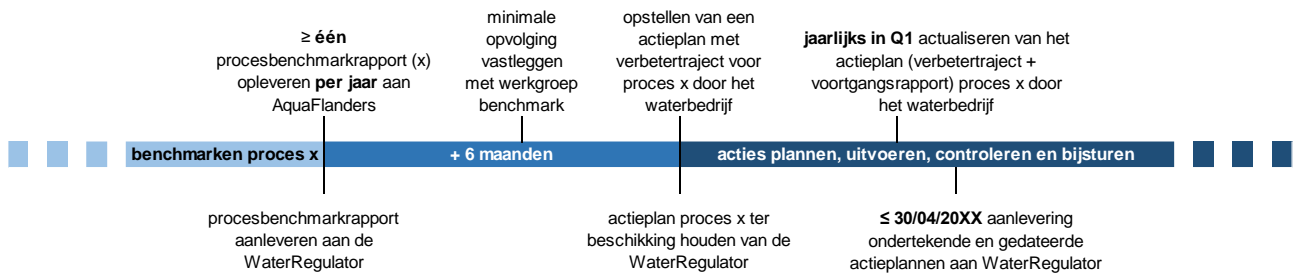 ≥ één
procesbenchmarkrapport (x)
opleveren per jaar aan
AquaFlanders
minimale
opvolging
vastleggen
met werkgroep
benchmark
opstellen van een
actieplan met
verbetertraject voor
proces x door het
waterbedrijf
jaarlijks in Q1 actualiseren van het
actieplan (verbetertraject +
voortgangsrapport) proces x door
het waterbedrijf
benchmarken proces x
+ 6 maanden
acties plannen, uitvoeren, controleren en bijsturen
procesbenchmarkrapport
aanleveren aan de
WaterRegulator
actieplan proces x ter
beschikking houden van de
WaterRegulator
≤ 30/04/20XX aanlevering
ondertekende en gedateerde
actieplannen aan WaterRegulator